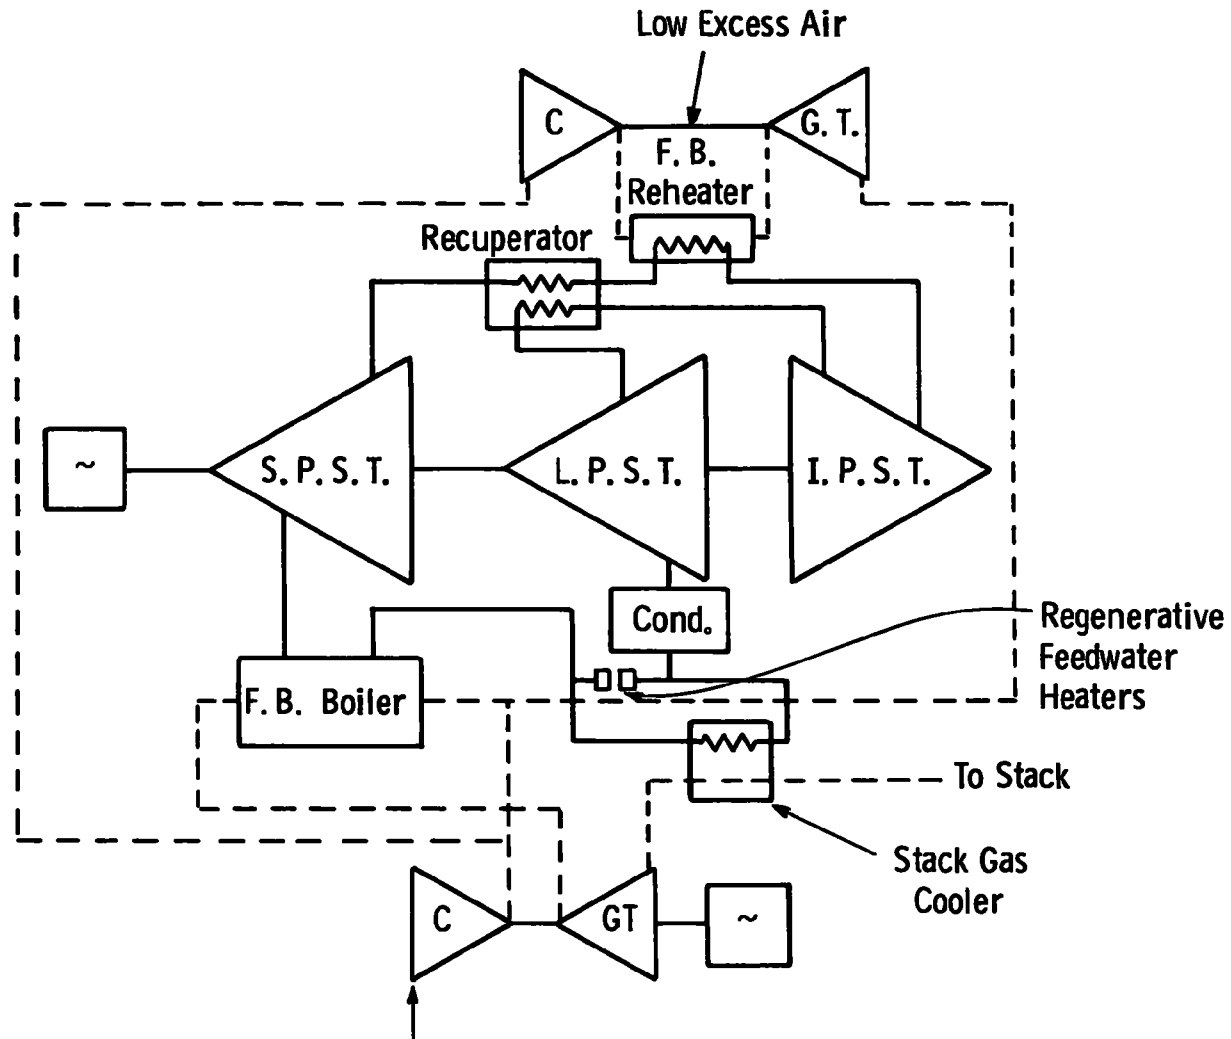 Low Excess Air
C
G. T.
F. B.
Reheater
Recuperator
~
S. P. S. T.
L. P. S. T.
I. P. S. T.
Cond.
Regenerative
Feedwater
Heaters
F. B. Boiler
To Stack
Stack Gas
Cooler
C
GT
~